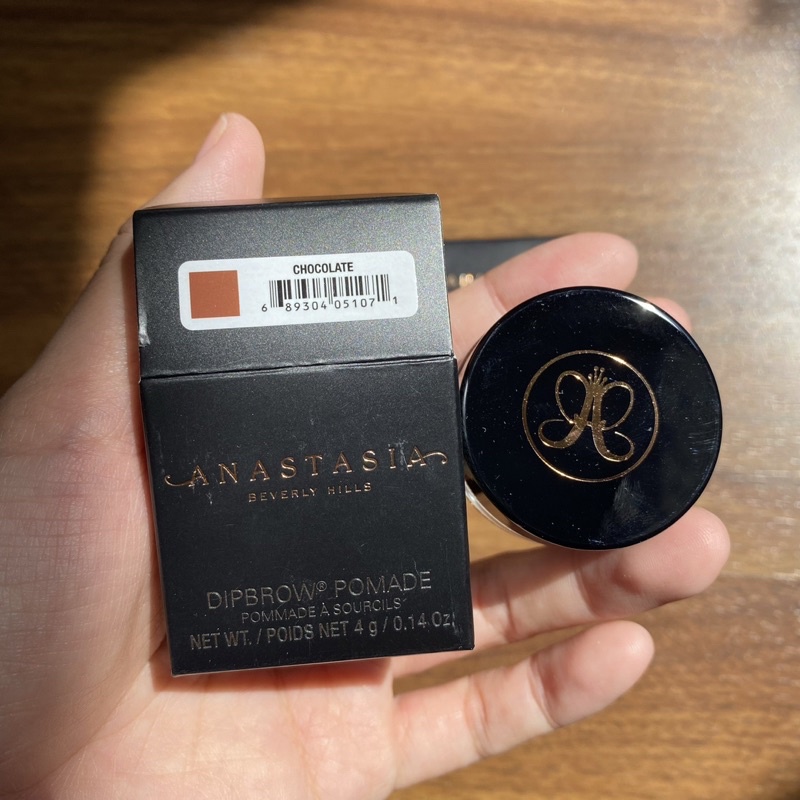 CHOCOLATE
6 89304 05107 1
ANASTASIA
BEVERLY HILLS
DIPBROW® POMADE
POMMADE À SOURCILS
NET WT. / POIDS NET 4 g / 0.14 Oz.